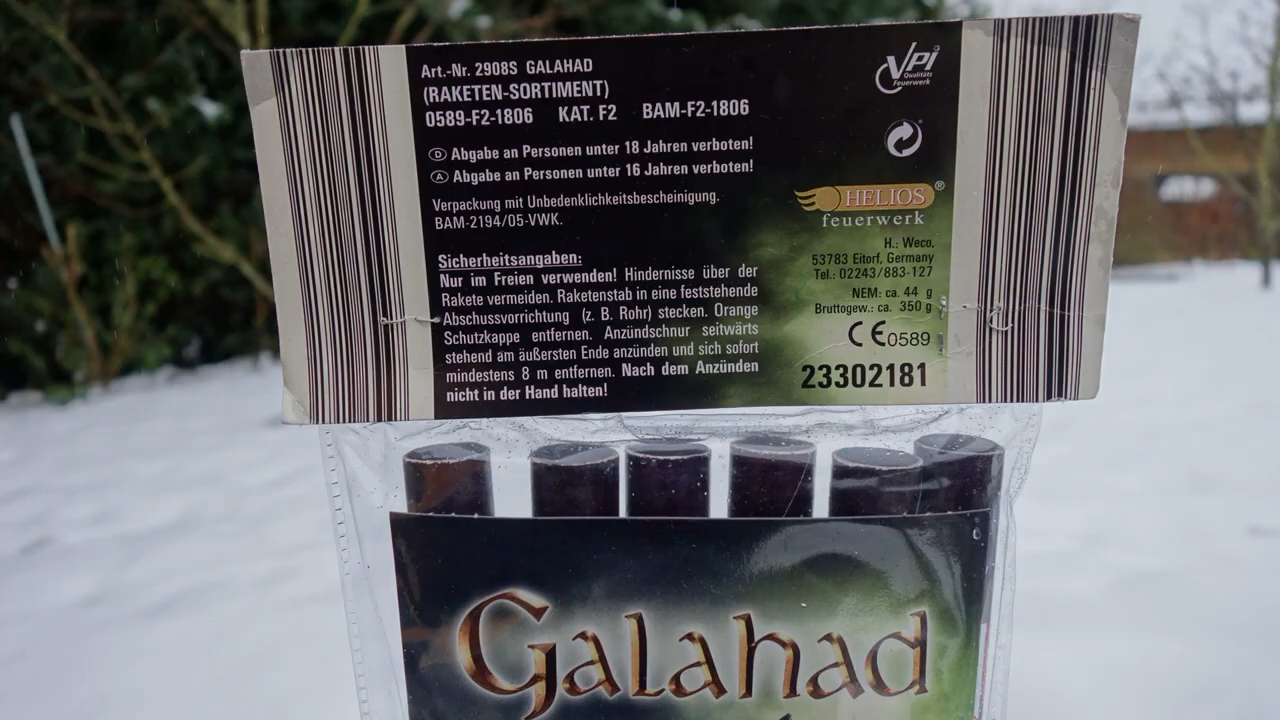 Art.-Nr. 2908S GALAHAD
(RAKETEN-SORTIMENT)
0589-F2-1806 KAT. F2 BAM-F2-1806
D Abgabe an Personen unter 18 Jahren verboten!
A Abgabe an Personen unter 16 Jahren verboten!
Verpackung mit Unbedenklichkeitsbescheinigung.
BAM-2194/05-VWK.
Sicherheitsangaben:
Nur im Freien verwenden! Hindernisse über der
Rakete vermeiden. Raketenstab in eine feststehende
Abschussvorrichtung (z. B. Rohr) stecken. Orange
Schutzkappe entfernen. Anzündschnur seitwärts
stehend am äußersten Ende anzünden und sich sofort
mindestens 8 m entfernen. Nach dem Anzünden
nicht in der Hand halten!
VPi
Qualitäts
Feuerwerk
HELIOS®
feuerwerk
H.: Weco,
53783 Eitorf, Germany
Tel.: 02243/883-127
NEM: ca. 44 g
Bruttogew.: ca. 350 g
CE0589
23302181
Galahad